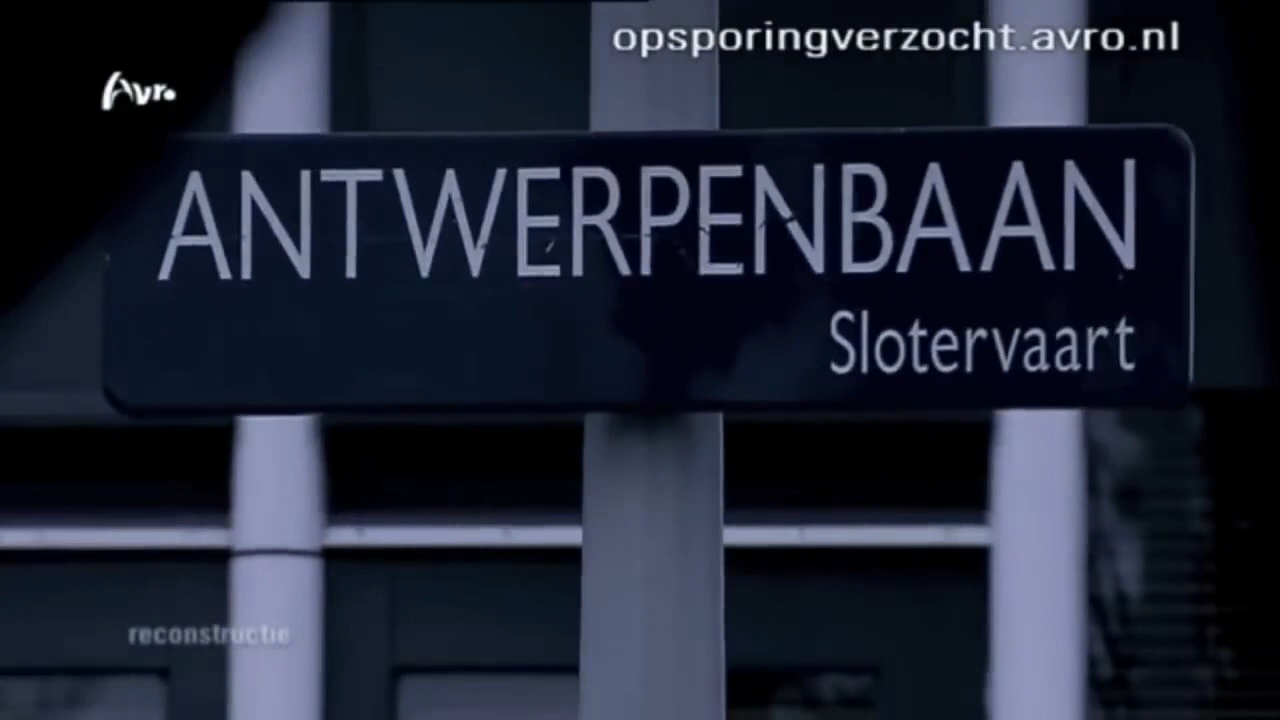 opsporingverzocht.avro.nl
Avro
ANTWERPENBAAN
Slotervaart
reconstructie